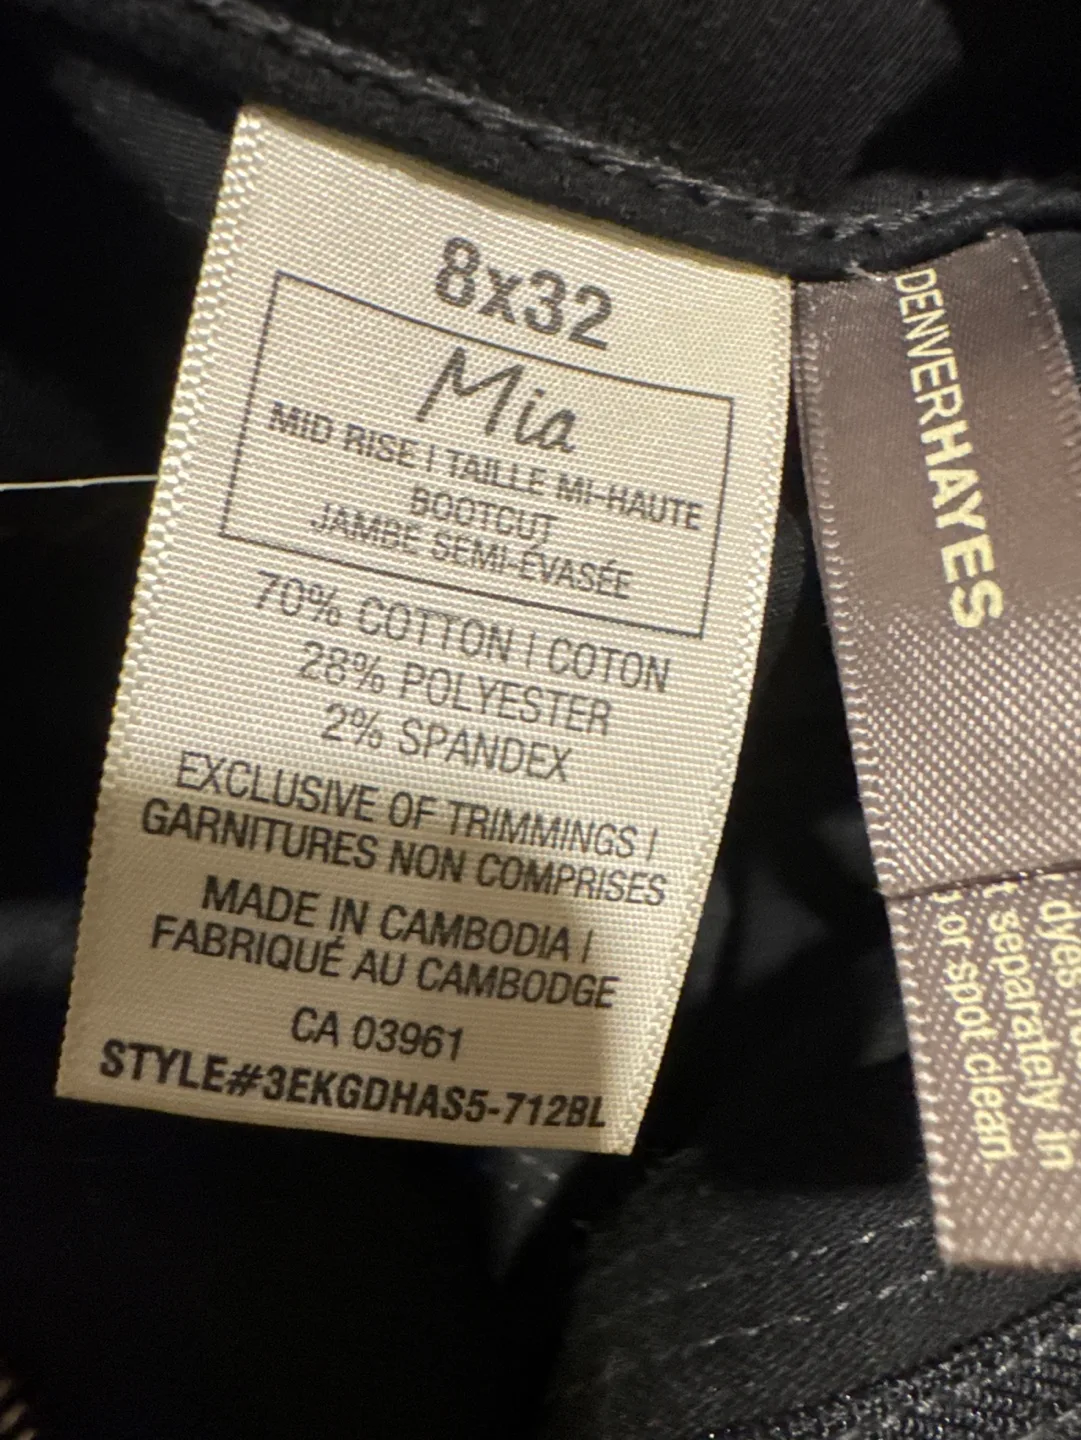 8x32
Mia
MID RISE | TAILLE MI-HAUTE
BOOTCUT
JAMBE SEMI-ÉVASÉE
70% COTTON | COTON
28% POLYESTER
2% SPANDEX
EXCLUSIVE OF TRIMMINGS |
GARNITURES NON COMPRISES
MADE IN CAMBODIA |
FABRIQUÉ AU CAMBODGE
CA 03961
STYLE#3EKGDHAS5-712BL
DENVERHAYES
dyes
separately in
or spot clean.